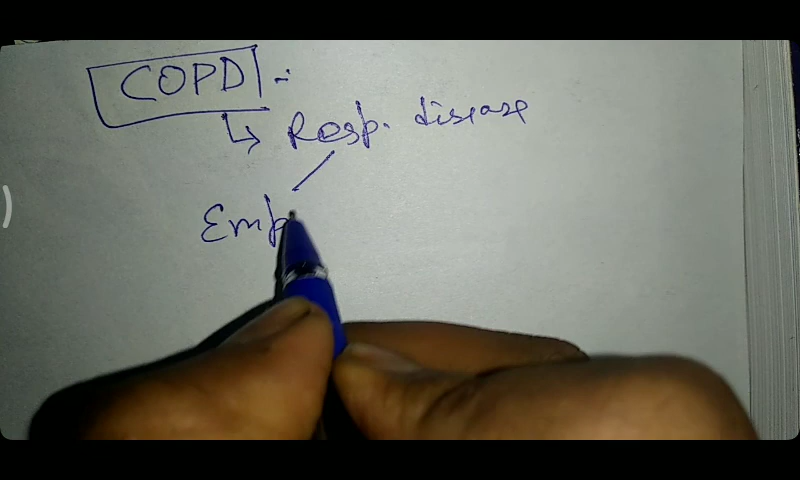 COPD :-
↳ Resp. disease
Emp